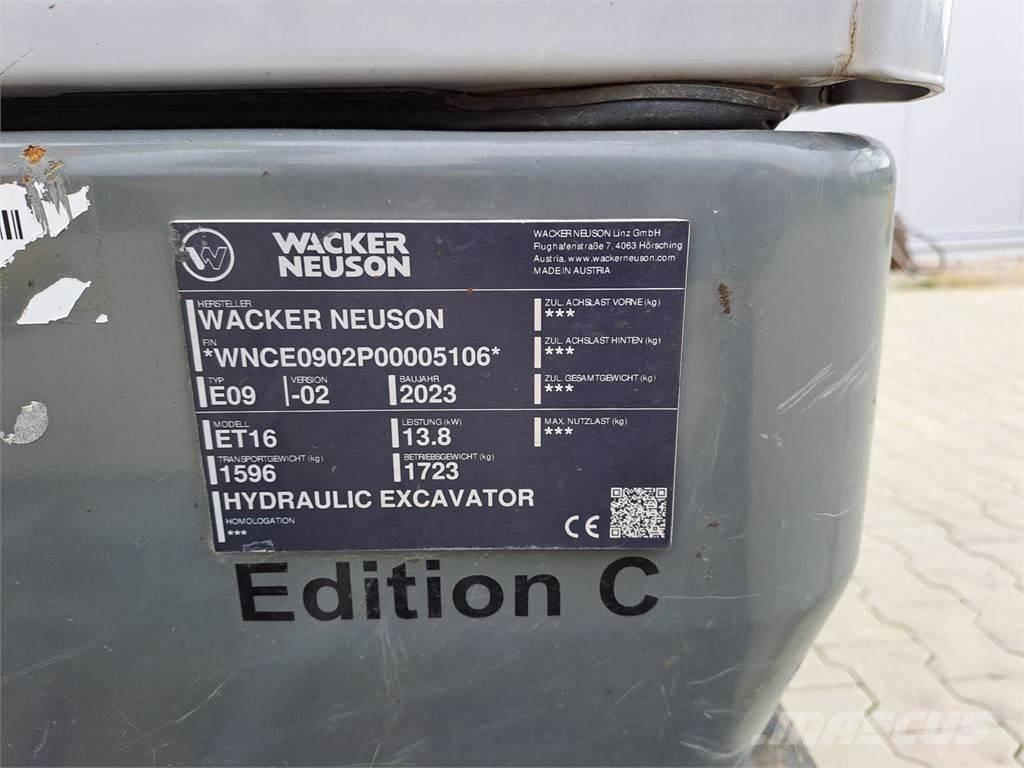 WACKER
NEUSON
WACKER NEUSON Linz GmbH
Flughafenstraße 7, 4063 Hörsching
Austria, www.wackerneuson.com
MADE IN AUSTRIA
HERSTELLER
WACKER NEUSON
FIN
*WNCE0902P00005106*
TYP VERSION BAUJAHR
E09 -02 2023
ZUL. ACHSLAST VORNE (kg)
***
ZUL. ACHSLAST HINTEN (kg)
***
ZUL. GESAMTGEWICHT (kg)
***
MODELL LEISTUNG (kW) MAX. NUTZLAST (kg)
ET16 13.8 ***
TRANSPORTGEWICHT (kg) BETRIEBSGEWICHT (kg)
1596 1723
HYDRAULIC EXCAVATOR
HOMOLOGATION
***
CE
Edition C
MASCUS